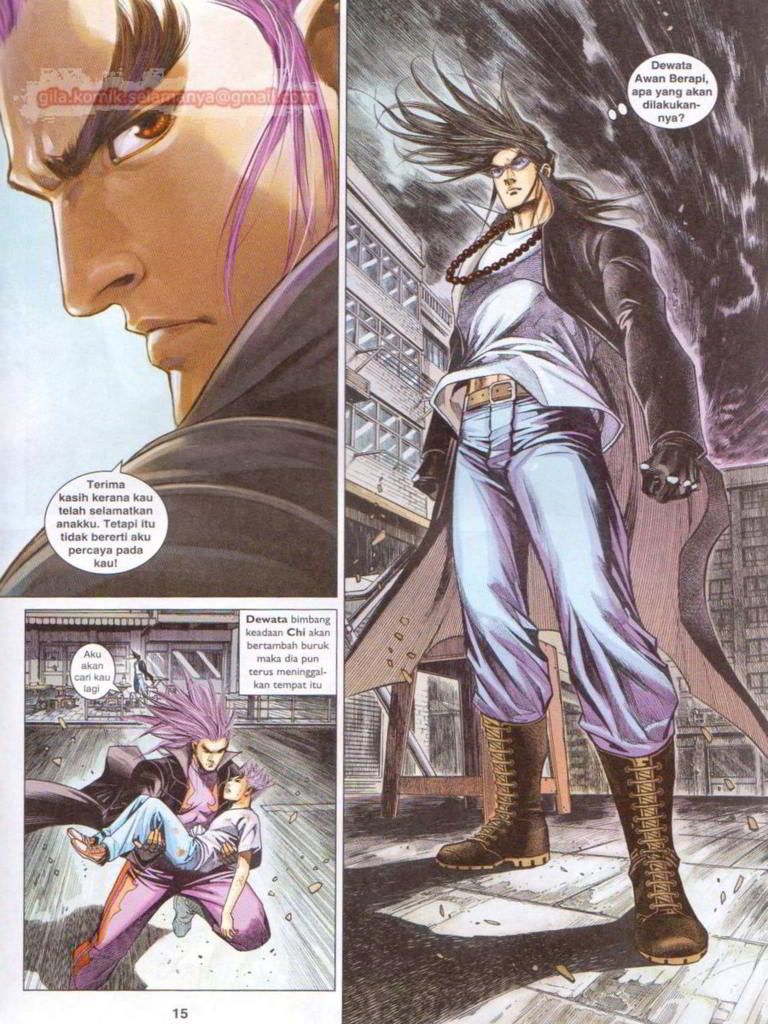 gila.komik.selamanya@gmail.com
Terima
kasih kerana kau
telah selamatkan
anakku. Tetapi itu
tidak bererti aku
percaya pada
kau!
Dewata bimbang
keadaan Chi akan
bertambah buruk
maka dia pun
terus meninggal-
kan tempat itu
Aku
akan
cari kau
lagi
Dewata
Awan Berapi,
apa yang akan
dilakukan-
nya?
15